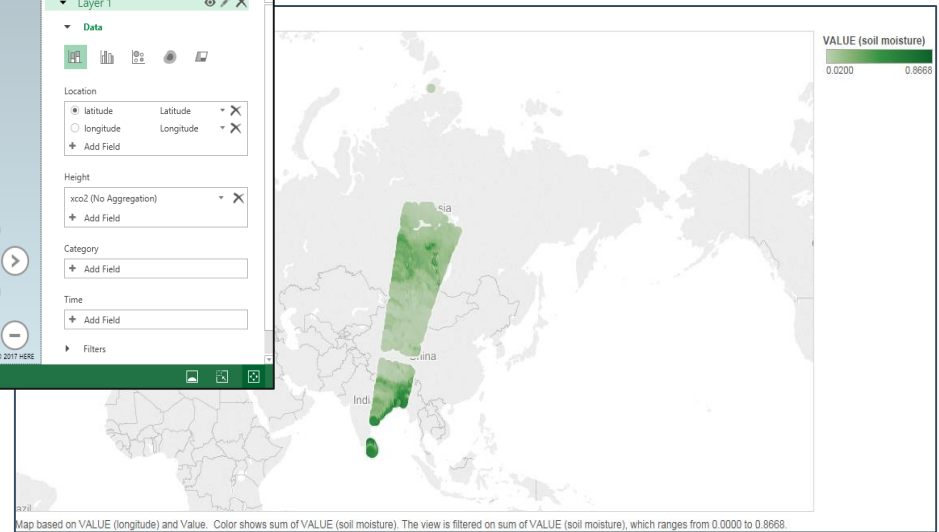 Layer 1
Data
Location
latitude Latitude
longitude Longitude
Add Field
Height
xco2 (No Aggregation)
Add Field
Category
Add Field
Time
Add Field
Filters
2017 HERE
VALUE (soil moisture)
0.0200 0.8668
sia
China
Indi
azil
Map based on VALUE (longitude) and Value. Color shows sum of VALUE (soil moisture). The view is filtered on sum of VALUE (soil moisture), which ranges from 0.0000 to 0.8668.